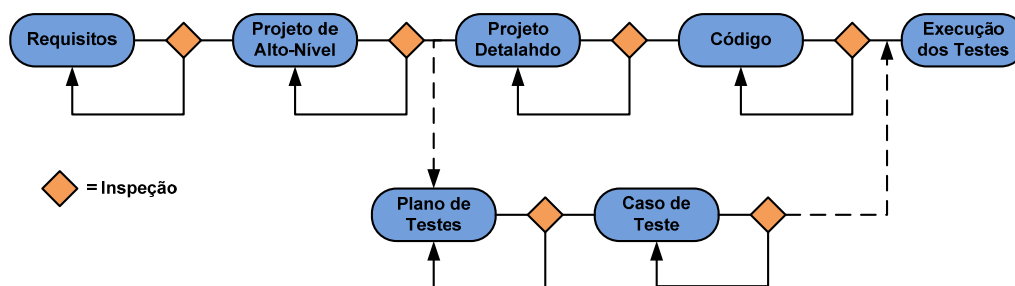 Requisitos
Projeto de
Alto-Nível
Projeto
Detalahdo
Código
Execução
dos Testes
= Inspeção
Plano de
Testes
Caso de
Teste